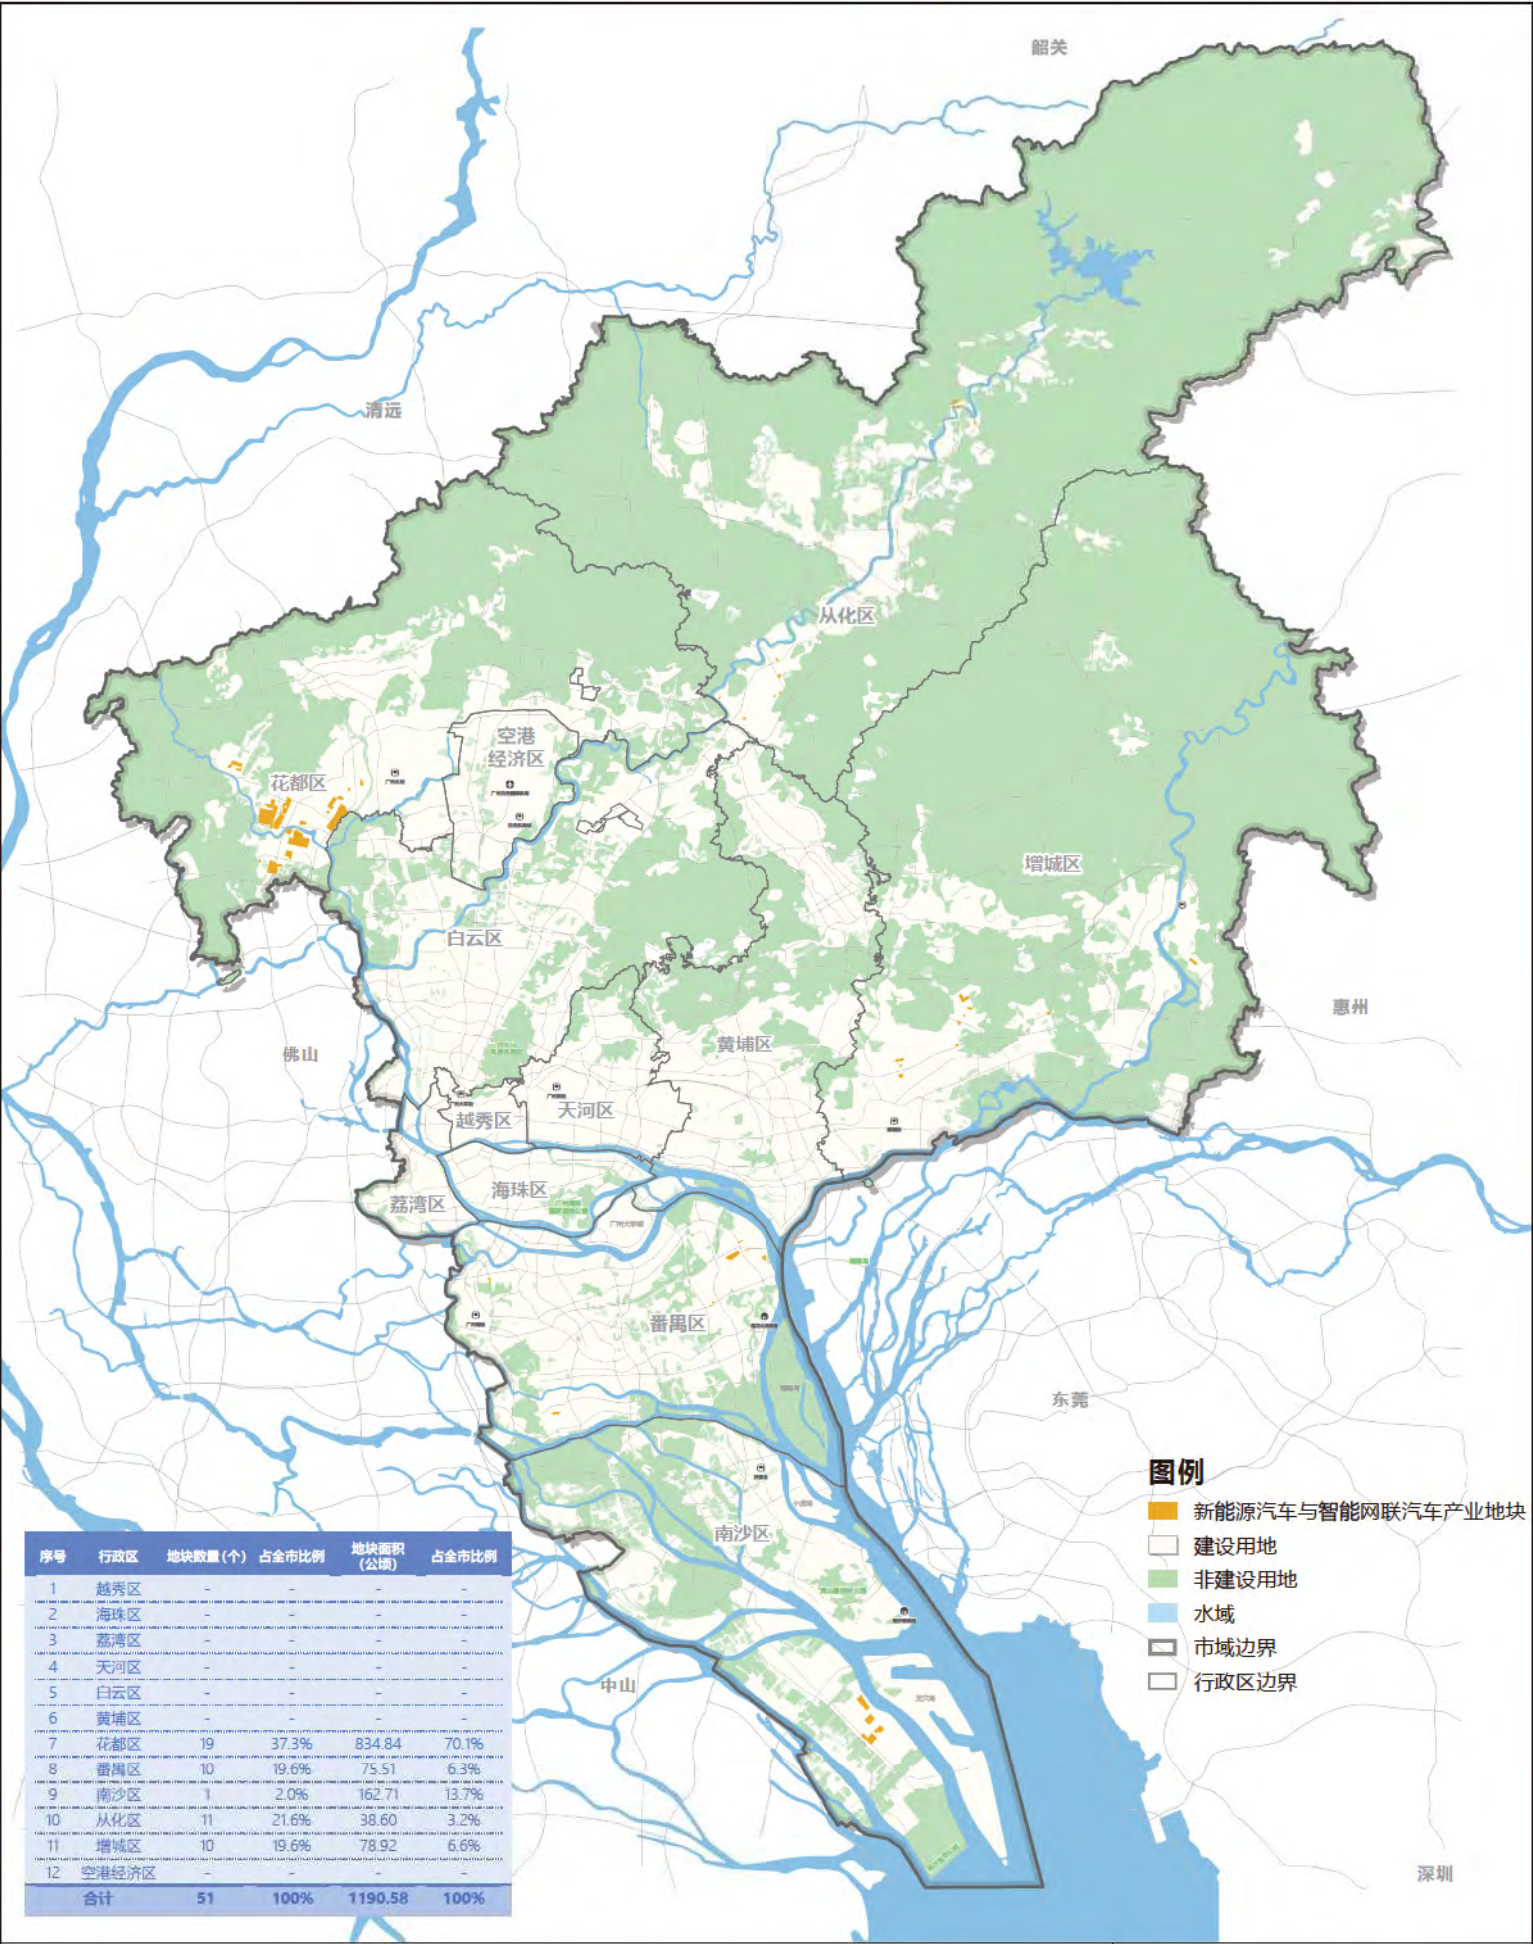 韶关
清远
从化区
空港
经济区
花都区
增城区
白云区
惠州
佛山
黄埔区
天河区
越秀区
海珠区
荔湾区
广州大学城
番禺区
东莞
南沙区
中山
深圳
图例
新能源汽车与智能网联汽车产业地块
建设用地
非建设用地
水域
市域边界
行政区边界
序号 行政区 地块数量(个) 占全市比例 地块面积(公顷) 占全市比例
1 越秀区 - - - -
2 海珠区 - - - -
3 荔湾区 - - - -
4 天河区 - - - -
5 白云区 - - - -
6 黄埔区 - - - -
7 花都区 19 37.3% 834.84 70.1%
8 番禺区 10 19.6% 75.51 6.3%
9 南沙区 1 2.0% 162.71 13.7%
10 从化区 11 21.6% 38.60 3.2%
11 增城区 10 19.6% 78.92 6.6%
12 空港经济区 - - - -
合计 51 100% 1190.58 100%